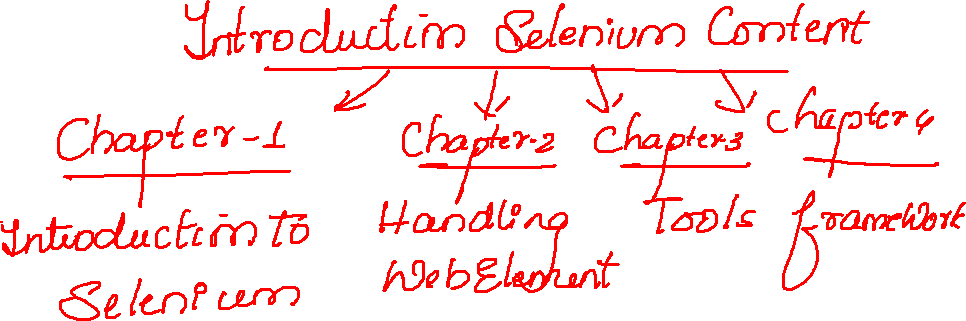 Introduction Selenium Content
Chapter-1
Chapter-2
Chapter-3
Chapter 4
Introduction To
Selenium
Handling
WebElement
Tools
framework